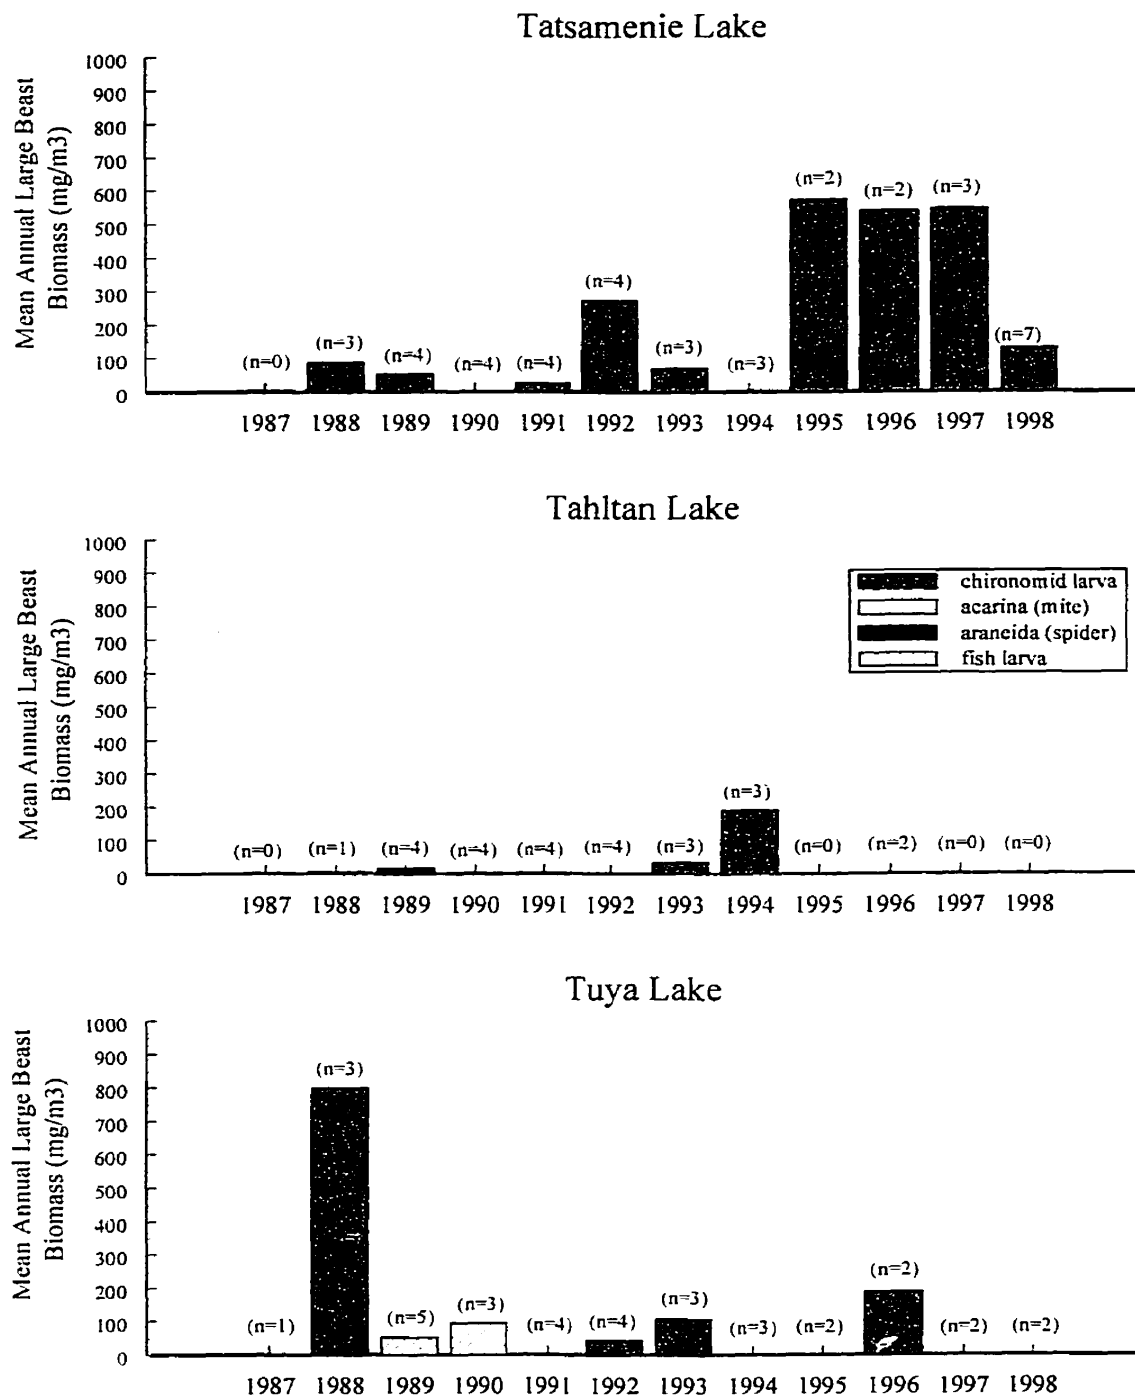 Tatsamenie Lake
Mean Annual Large Beast
Biomass (mg/m3)
1000
900
800
700
600
500
400
300
200
100
0
(n=0) (n=3) (n=4) (n=4) (n=4) (n=4) (n=3) (n=3) (n=2) (n=2) (n=3) (n=7)
1987 1988 1989 1990 1991 1992 1993 1994 1995 1996 1997 1998
Tahltan Lake
Mean Annual Large Beast
Biomass (mg/m3)
1000
900
800
700
600
500
400
300
200
100
0
chironomid larva
acarina (mite)
araneida (spider)
fish larva
(n=0) (n=1) (n=4) (n=4) (n=4) (n=4) (n=3) (n=3) (n=0) (n=2) (n=0) (n=0)
1987 1988 1989 1990 1991 1992 1993 1994 1995 1996 1997 1998
Tuya Lake
Mean Annual Large Beast
Biomass (mg/m3)
1000
900
800
700
600
500
400
300
200
100
0
(n=1) (n=3) (n=5) (n=3) (n=4) (n=4) (n=3) (n=3) (n=2) (n=2) (n=2) (n=2)
1987 1988 1989 1990 1991 1992 1993 1994 1995 1996 1997 1998